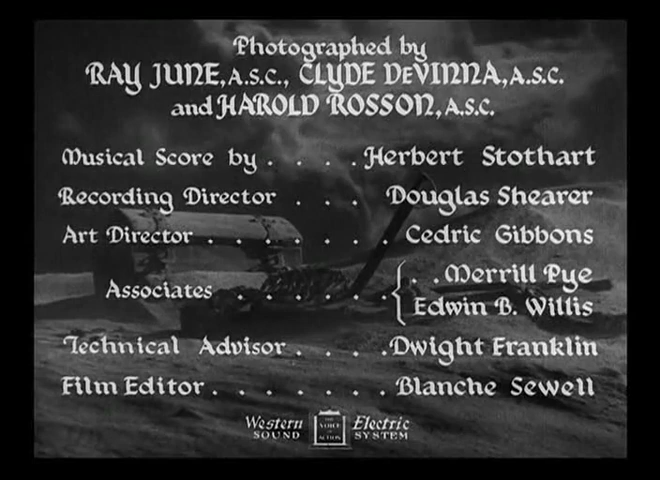 Photographed by
RAY JUNE, A.S.C., CLYDE DeVINNA, A.S.C.
and HAROLD ROSSON, A.S.C.
Musical Score by . . . . Herbert Stothart
Recording Director . . . Douglas Shearer
Art Director . . . . . . . Cedric Gibbons
Associates . . . . . . { . . Merrill Pye
Edwin B. Willis
Technical Advisor . . . . Dwight Franklin
Film Editor . . . . . . . Blanche Sewell
Western Electric
SOUND SYSTEM
VOICE
ACTION